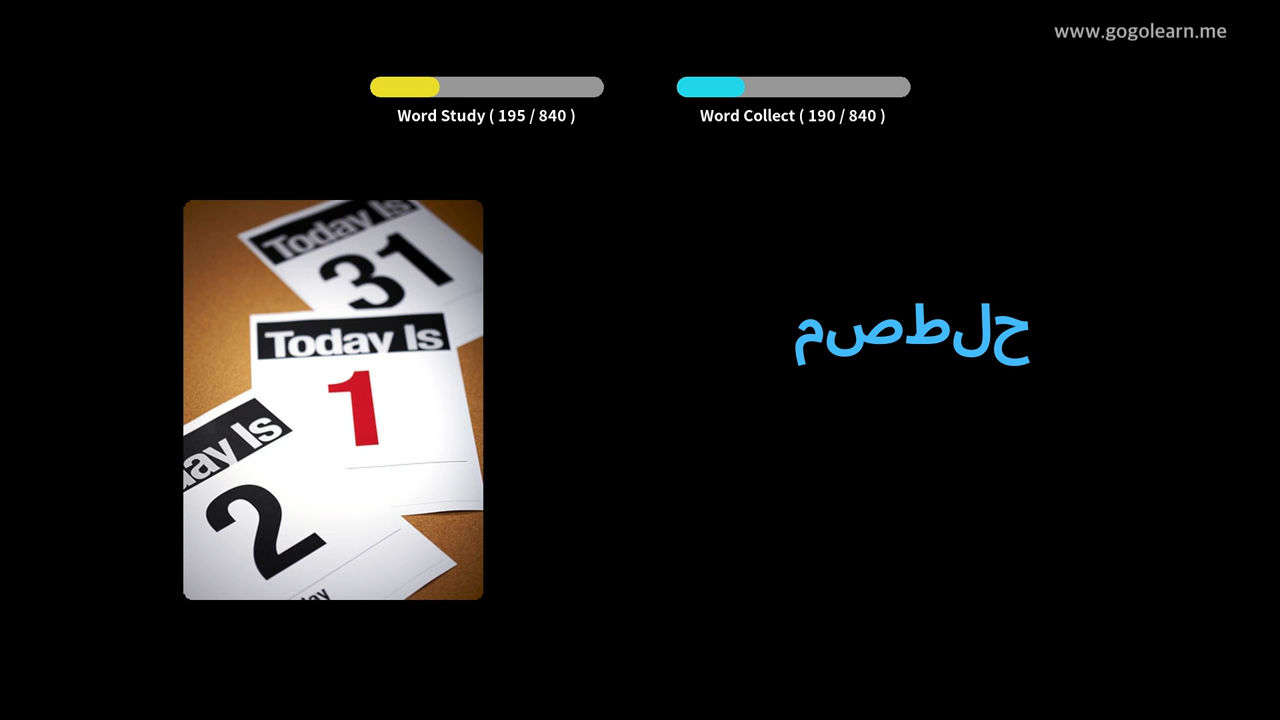 www.gogolearn.me
Word Study ( 195 / 840 )
Word Collect ( 190 / 840 )
Today Is
31
Today Is
1
ay Is
2
مصطلح